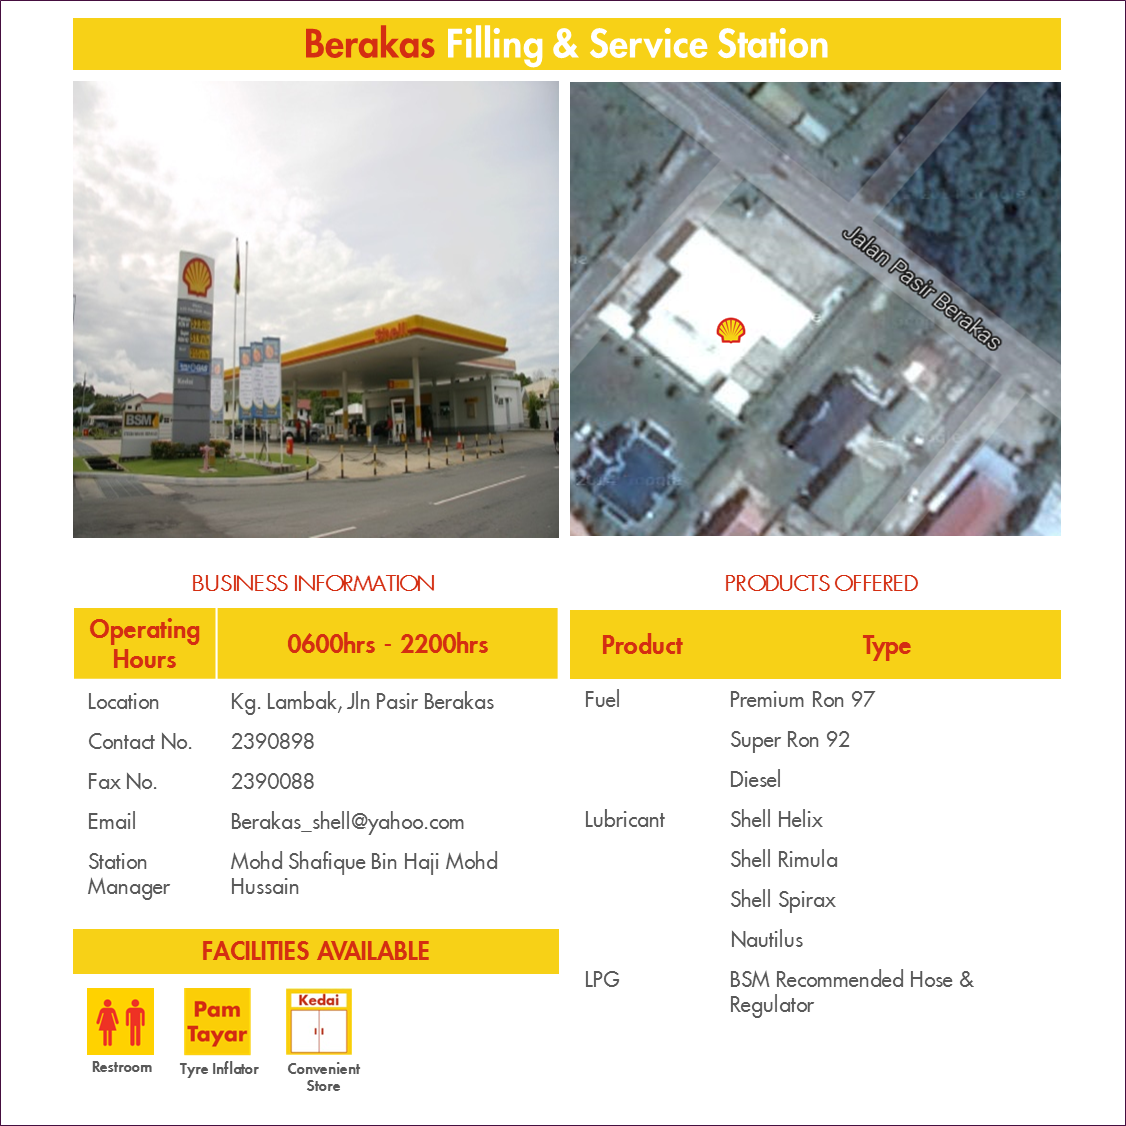 Berakas Filling & Service Station
Shell
Kedai
BSM
Jalan Pasir Berakas
BUSINESS INFORMATION
Operating
Hours
0600hrs - 2200hrs
Location
Kg. Lambak, Jln Pasir Berakas
Contact No.
2390898
Fax No.
2390088
Email
Berakas_shell@yahoo.com
Station
Manager
Mohd Shafique Bin Haji Mohd
Hussain
FACILITIES AVAILABLE
Restroom
Pam
Tayar
Tyre Inflator
Kedai
Convenient
Store
PRODUCTS OFFERED
Product
Type
Fuel
Premium Ron 97
Super Ron 92
Diesel
Lubricant
Shell Helix
Shell Rimula
Shell Spirax
Nautilus
LPG
BSM Recommended Hose &
Regulator